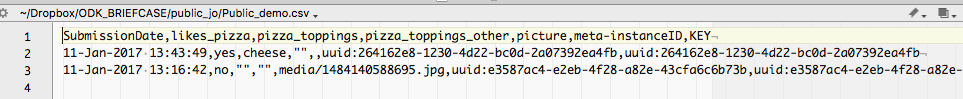 ~/Dropbox/ODK_BRIEFCASE/public_jo/Public_demo.csv
1 SubmissionDate,likes_pizza,pizza_toppings,pizza_toppings_other,picture,meta-instanceID,KEY¬
2 11-Jan-2017 13:43:49,yes,cheese,"",,uuid:264162e8-1230-4d22-bc0d-2a07392ea4fb,uuid:264162e8-1230-4d22-bc0d-2a07392ea4fb¬
3 11-Jan-2017 13:16:42,no,"","",media/1484140588695.jpg,uuid:e3587ac4-e2eb-4f28-a82e-43cfa6c6b73b,uuid:e3587ac4-e2eb-4f28-a82e-
4